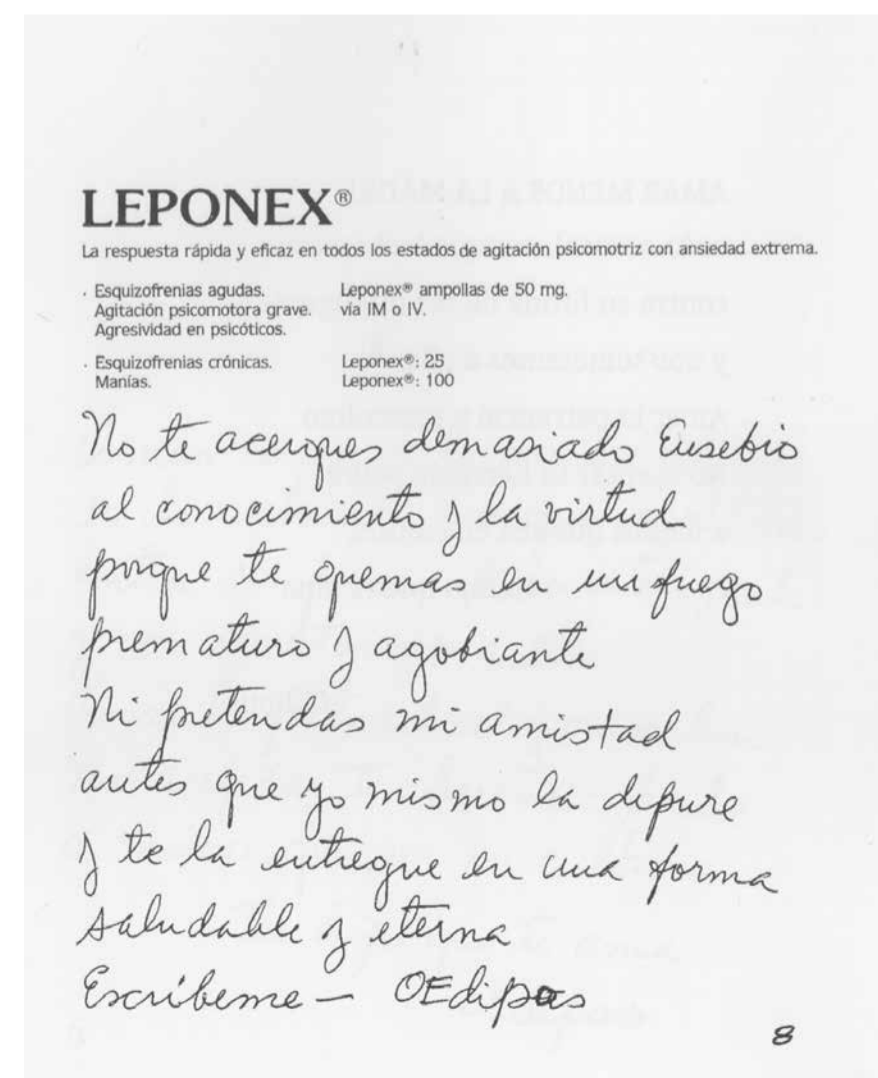 LEPONEX®
La respuesta rápida y eficaz en todos los estados de agitación psicomotriz con ansiedad extrema.
· Esquizofrenias agudas. Leponex® ampollas de 50 mg.
Agitación psicomotora grave. vía IM o IV.
Agresividad en psicóticos.
· Esquizofrenias crónicas. Leponex®: 25
Manías. Leponex®: 100
No te acerques demasiado Eusebio
al conocimiento y la virtud
porque te quemas en un fuego
prematuro y agobiante
Ni pretendas mi amistad
antes que yo mismo la depure
y te la entregue en una forma
saludable y eterna
Escríbeme — OEdipus
8